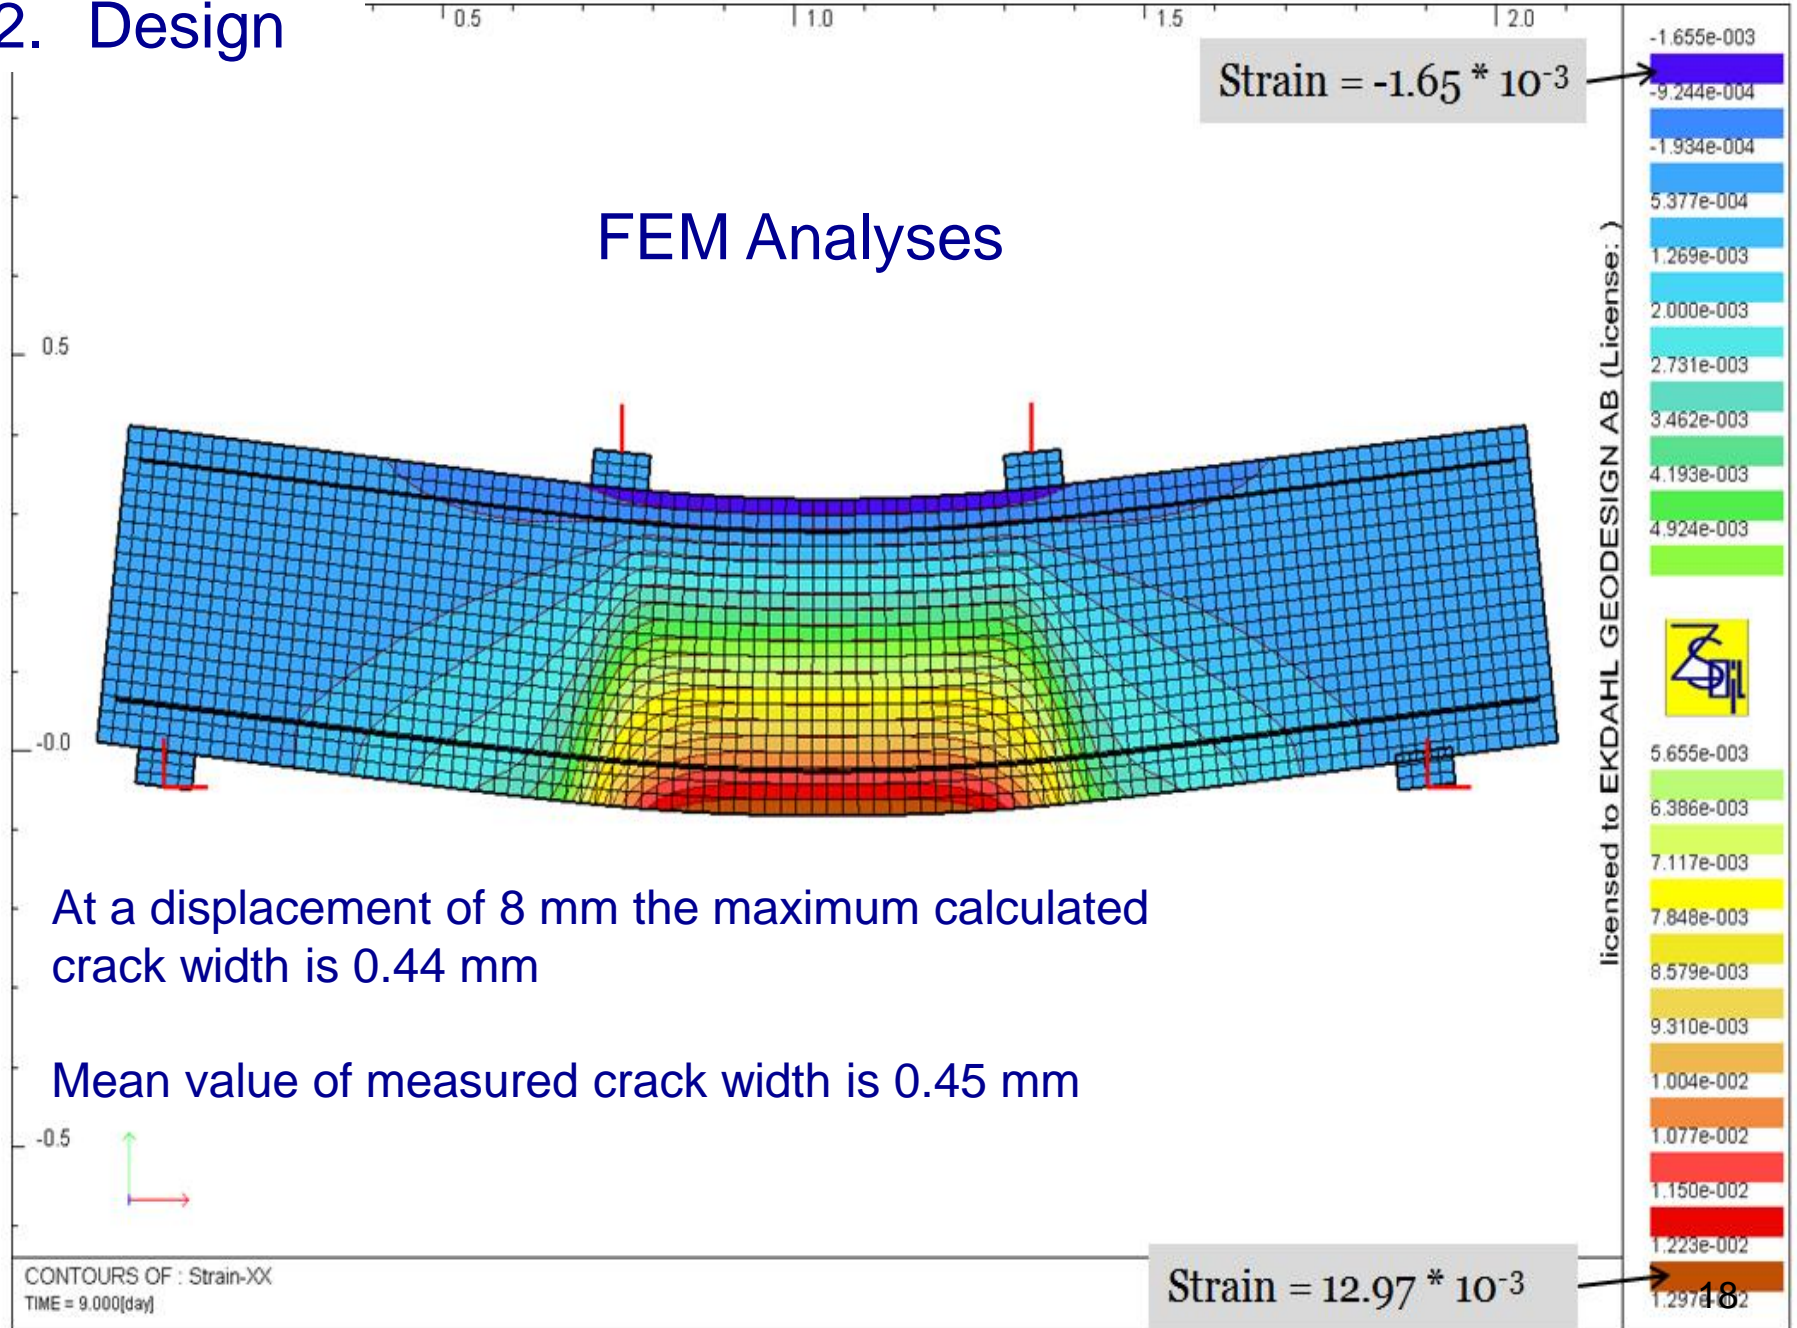 2. Design
0.5 1.0 1.5 2.0
Strain = -1.65 * 10-3
-1.655e-003
-9.244e-004
-1.934e-004
5.377e-004
1.269e-003
2.000e-003
2.731e-003
3.462e-003
4.193e-003
4.924e-003
FEM Analyses
0.5
-0.0
-0.5
licensed to EKDAHL GEODESIGN AB (License: )
ZSoil
5.655e-003
6.386e-003
7.117e-003
7.848e-003
8.579e-003
9.310e-003
1.004e-002
1.077e-002
1.150e-002
1.223e-002
At a displacement of 8 mm the maximum calculated
crack width is 0.44 mm
Mean value of measured crack width is 0.45 mm
CONTOURS OF : Strain-XX
TIME = 9.000[day]
Strain = 12.97 * 10-3
18